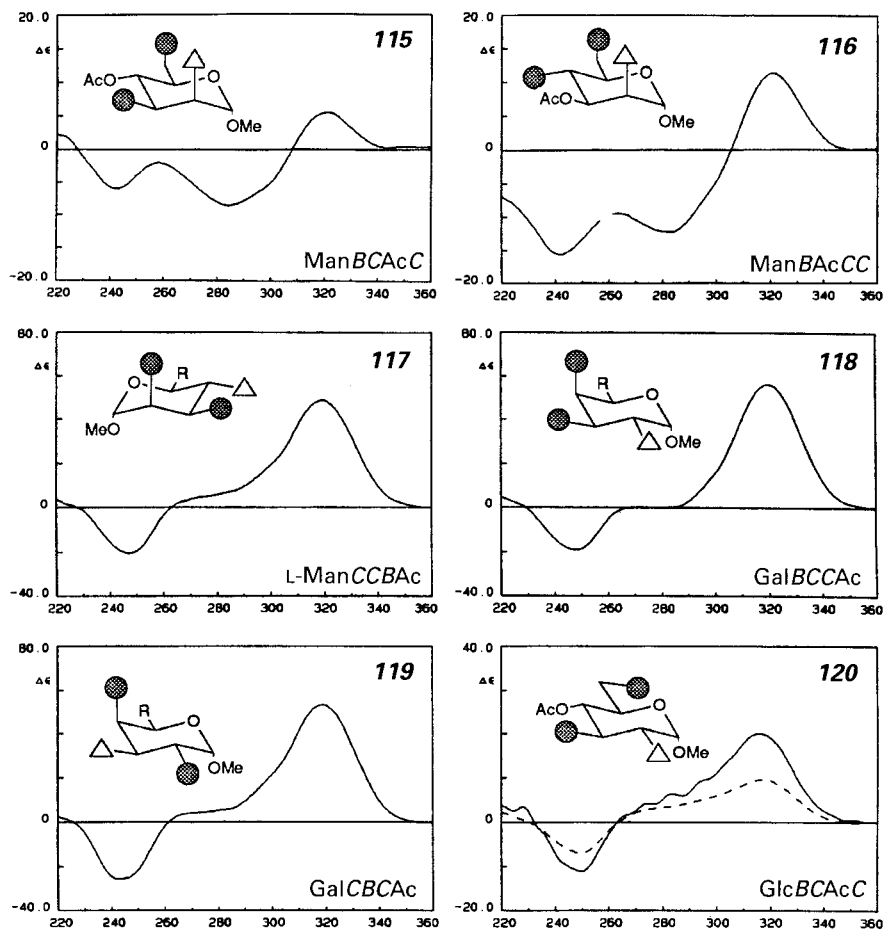 20.0
Δε
0
-20.0
115
AcO
O
OMe
ManBCAcC
220 240 260 280 300 320 340 360
20.0
Δε
0
-20.0
116
AcO
O
OMe
ManBAcCC
220 240 260 280 300 320 340 360
80.0
Δε
0
-40.0
117
O
R
MeO
L-ManCCBAc
220 240 260 280 300 320 340 360
80.0
Δε
0
-40.0
118
R
O
OMe
GalBCCAc
220 240 260 280 300 320 340 360
80.0
Δε
0
-40.0
119
R
O
OMe
GalCBCAc
220 240 260 280 300 320 340 360
40.0
Δε
0
-20.0
120
AcO
O
OMe
GlcBCAcC
220 240 260 280 300 320 340 360